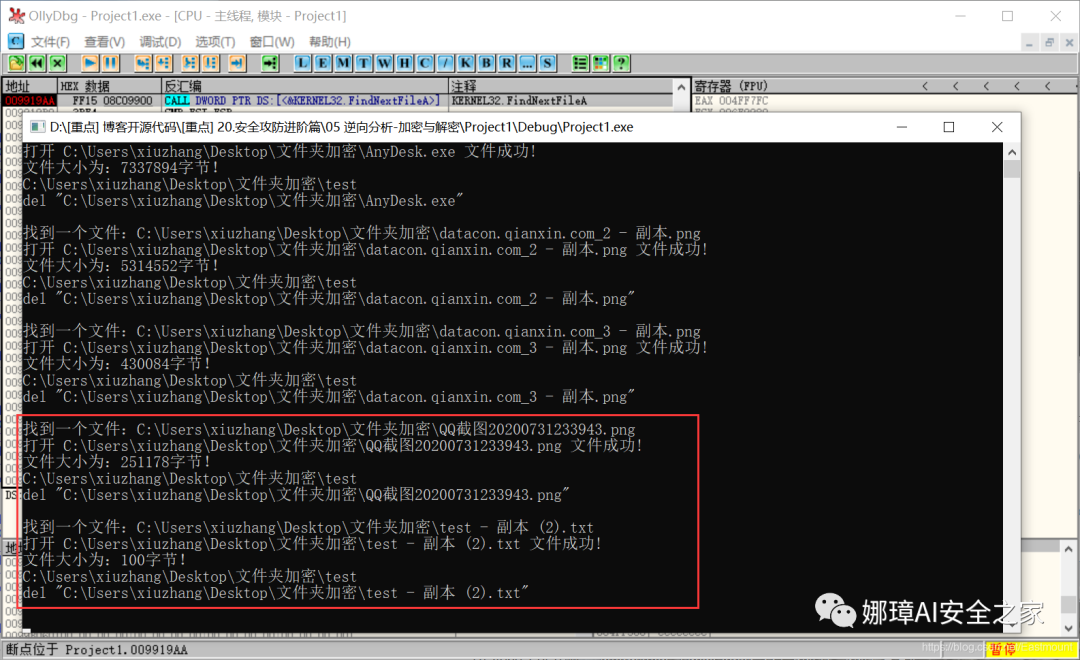 OllyDbg - Project1.exe - [CPU - 主线程, 模块 - Project1]
C 文件(F) 查看(V) 调试(D) 选项(T) 窗口(W) 帮助(H)
L E M T W H C / K B R ... S ?
地址 HEX 数据 反汇编 注释 寄存器 (FPU) < < < < <
009919AA FF15 08C09900 CALL DWORD PTR DS:[<&KERNEL32.FindNextFileA>] KERNEL32.FindNextFileA EAX 004FF7FC
D:\[重点] 博客开源代码\[重点] 20.安全攻防进阶篇\05 逆向分析-加密与解密\Project1\Debug\Project1.exe
打开 C:\Users\xiuzhang\Desktop\文件夹加密\AnyDesk.exe 文件成功!
文件大小为: 7337894字节!
C:\Users\xiuzhang\Desktop\文件夹加密\test
del "C:\Users\xiuzhang\Desktop\文件夹加密\AnyDesk.exe"
找到一个文件: C:\Users\xiuzhang\Desktop\文件夹加密\datacon.qianxin.com_2 - 副本.png
打开 C:\Users\xiuzhang\Desktop\文件夹加密\datacon.qianxin.com_2 - 副本.png 文件成功!
文件大小为: 5314552字节!
C:\Users\xiuzhang\Desktop\文件夹加密\test
del "C:\Users\xiuzhang\Desktop\文件夹加密\datacon.qianxin.com_2 - 副本.png"
找到一个文件: C:\Users\xiuzhang\Desktop\文件夹加密\datacon.qianxin.com_3 - 副本.png
打开 C:\Users\xiuzhang\Desktop\文件夹加密\datacon.qianxin.com_3 - 副本.png 文件成功!
文件大小为: 430084字节!
C:\Users\xiuzhang\Desktop\文件夹加密\test
del "C:\Users\xiuzhang\Desktop\文件夹加密\datacon.qianxin.com_3 - 副本.png"
找到一个文件: C:\Users\xiuzhang\Desktop\文件夹加密\QQ截图20200731233943.png
打开 C:\Users\xiuzhang\Desktop\文件夹加密\QQ截图20200731233943.png 文件成功!
文件大小为: 251178字节!
C:\Users\xiuzhang\Desktop\文件夹加密\test
del "C:\Users\xiuzhang\Desktop\文件夹加密\QQ截图20200731233943.png"
找到一个文件: C:\Users\xiuzhang\Desktop\文件夹加密\test - 副本 (2).txt
打开 C:\Users\xiuzhang\Desktop\文件夹加密\test - 副本 (2).txt 文件成功!
文件大小为: 100字节!
C:\Users\xiuzhang\Desktop\文件夹加密\test
del "C:\Users\xiuzhang\Desktop\文件夹加密\test - 副本 (2).txt"
娜璋AI安全之家
断点位于 Project1.009919AA
暂停